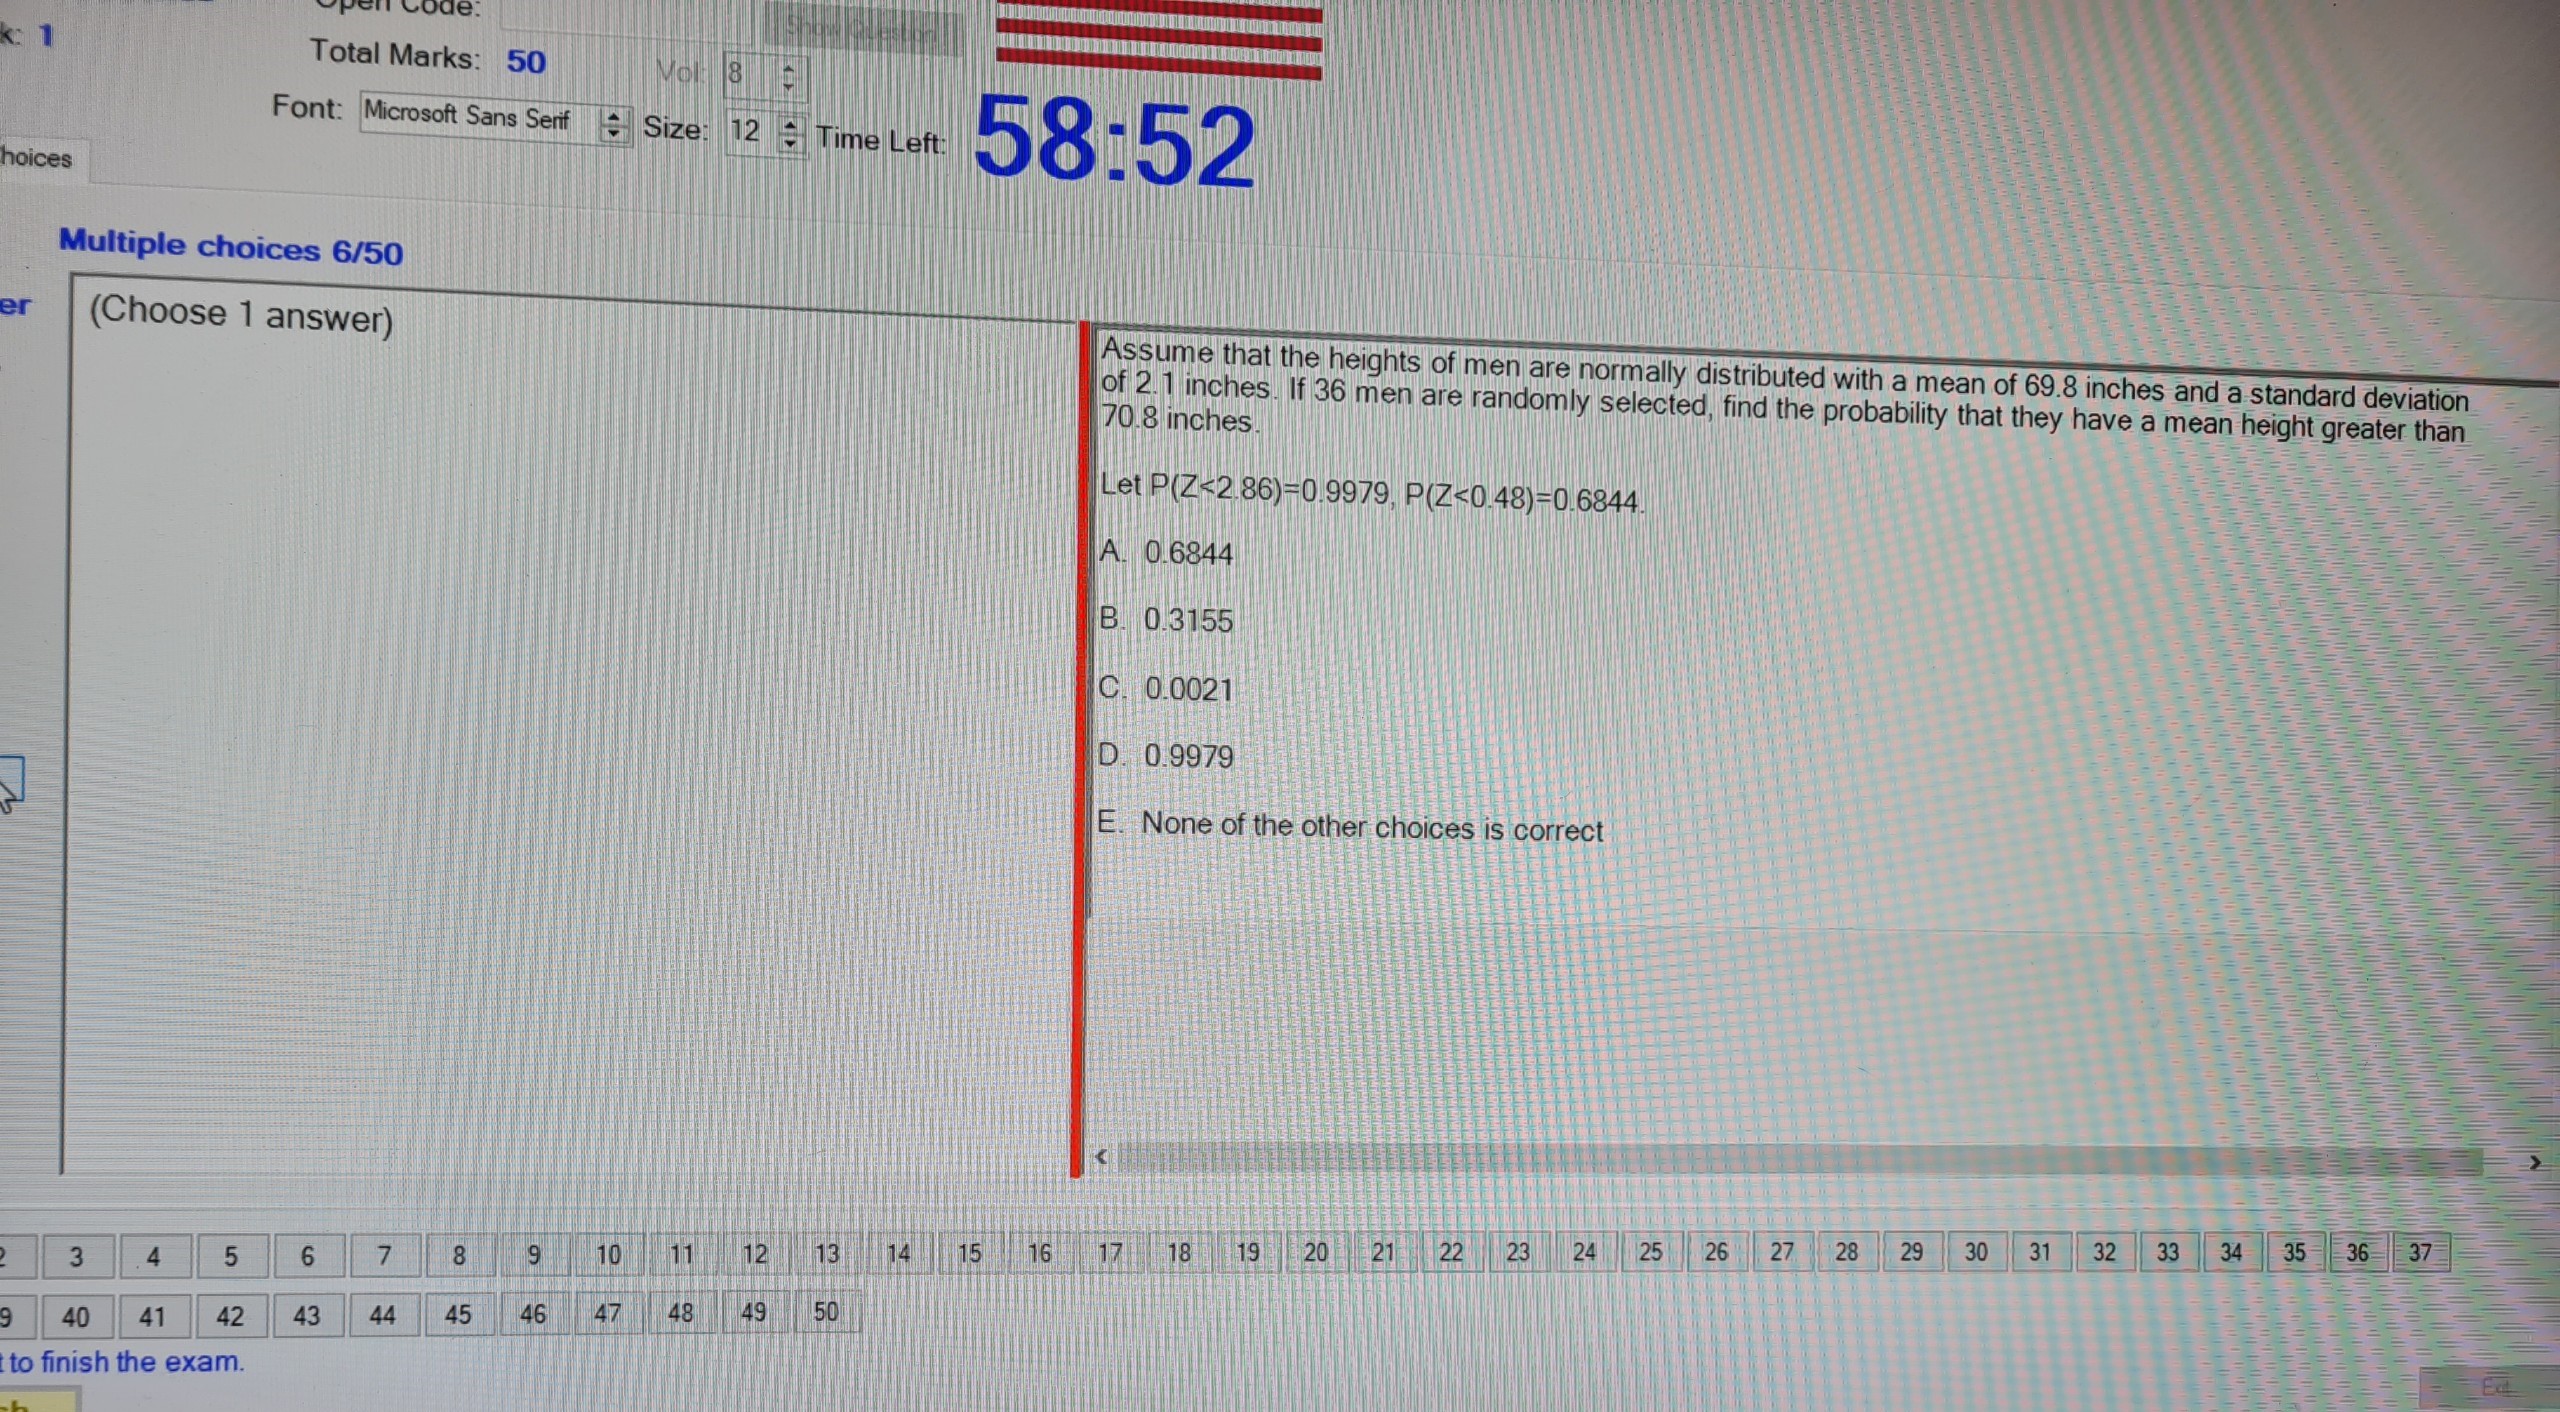 Open Code:
Show Question
k: 1
Total Marks: 50
Vol: 8
Font: Microsoft Sans Serif Size: 12 Time Left: 58:52
hoices
Multiple choices 6/50
er
(Choose 1 answer)
Assume that the heights of men are normally distributed with a mean of 69.8 inches and a standard deviation
of 2.1 inches. If 36 men are randomly selected, find the probability that they have a mean height greater than
70.8 inches.
Let P(Z<2.86)=0.9979, P(Z<0.48)=0.6844.
A. 0.6844
B. 0.3155
C. 0.0021
D. 0.9979
E. None of the other choices is correct
2 3 4 5 6 7 8 9 10 11 12 13 14 15 16 17 18 19 20 21 22 23 24 25 26 27 28 29 30 31 32 33 34 35 36 37
9 40 41 42 43 44 45 46 47 48 49 50
t to finish the exam.
sh
Exit